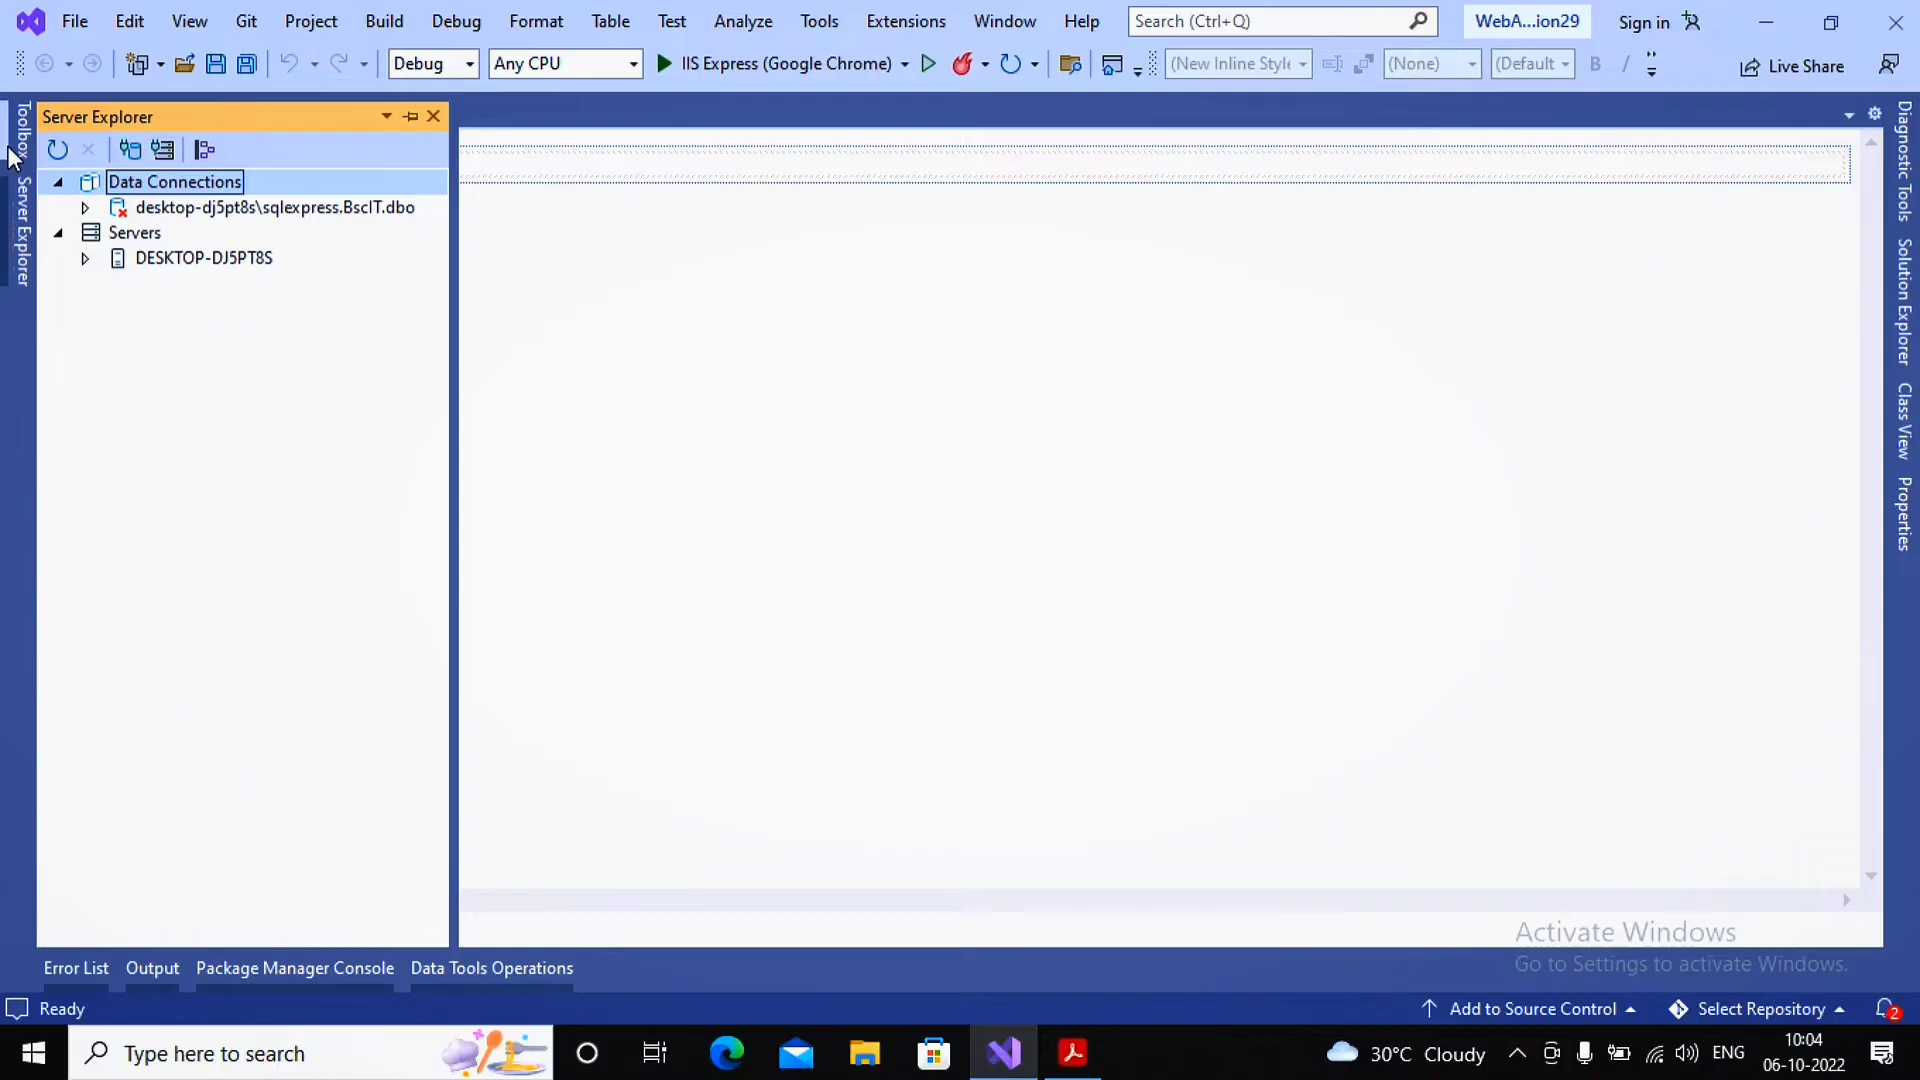 File Edit View Git Project Build Debug Format Table Test Analyze Tools Extensions Window Help Search (Ctrl+Q) WebA...ion29 Sign in
Debug Any CPU IIS Express (Google Chrome) (New Inline Style (None) (Default B I Live Share
Server Explorer
Data Connections
desktop-dj5pt8s\sqlexpress.BscIT.dbo
Servers
DESKTOP-DJ5PT8S
Toolbox
Server Explorer
Diagnostic Tools
Solution Explorer
Class View
Properties
Activate Windows
Go to Settings to activate Windows.
Error List Output Package Manager Console Data Tools Operations
Ready Add to Source Control Select Repository 2
Type here to search 30°C Cloudy ENG 10:04
06-10-2022